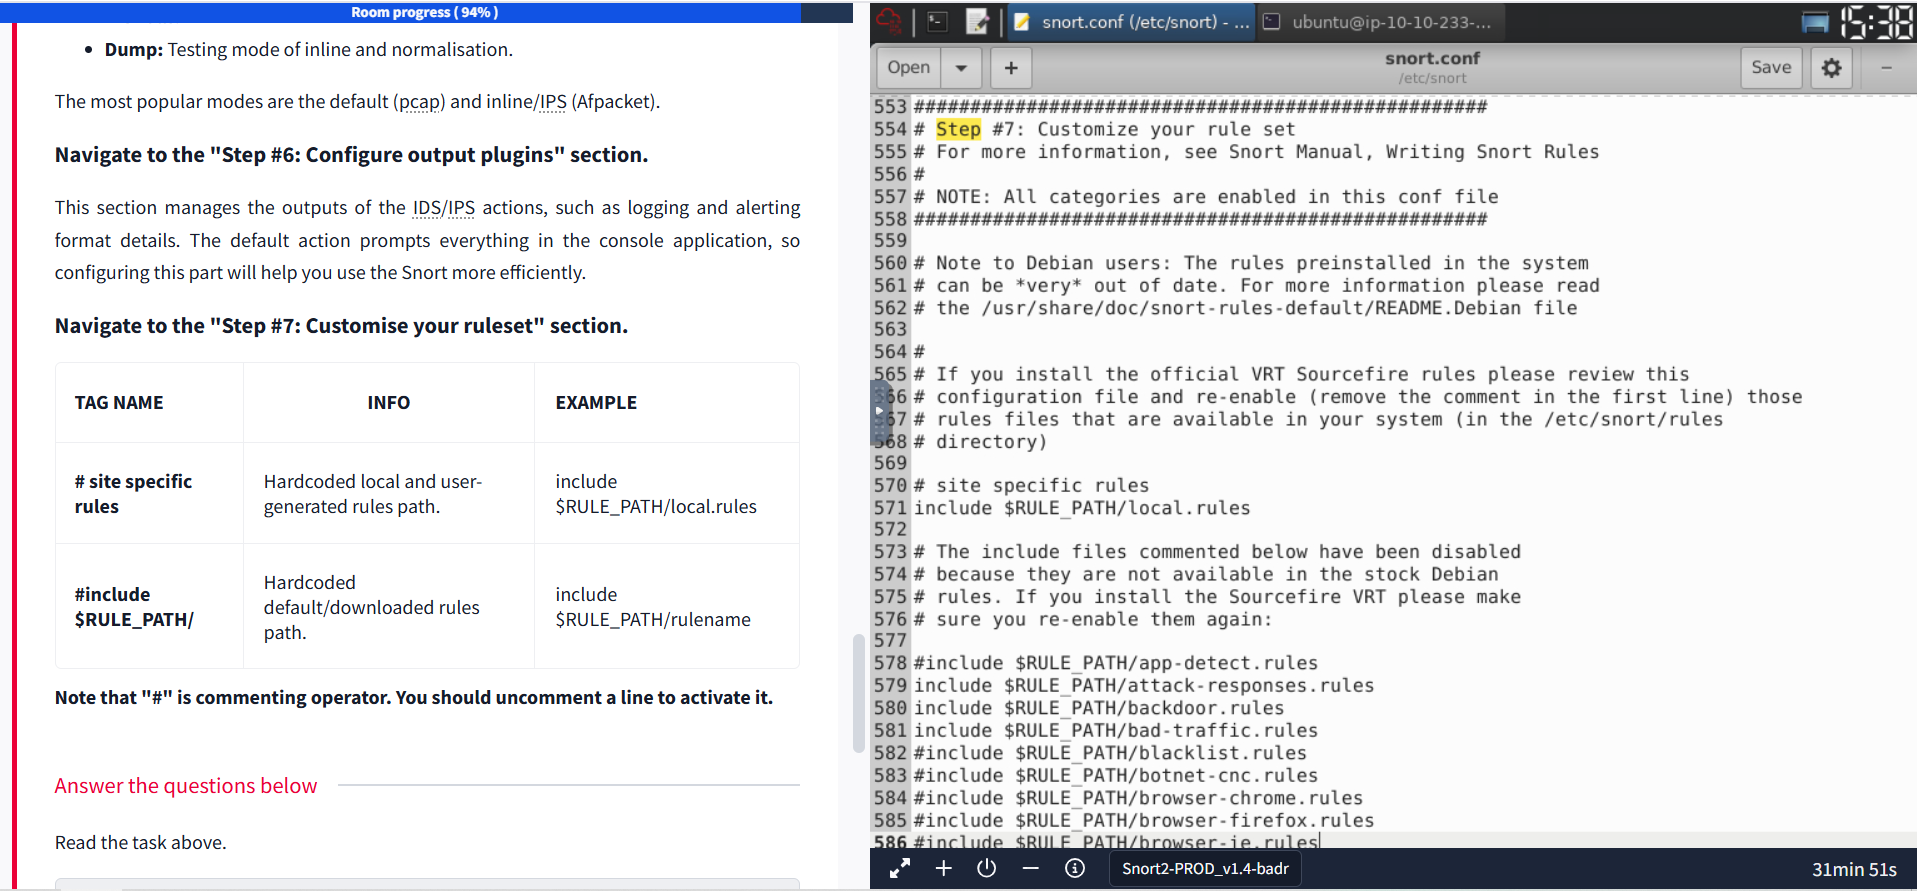 Room progress ( 94% )
Dump: Testing mode of inline and normalisation.
The most popular modes are the default (pcap) and inline/IPS (Afpacket).
Navigate to the "Step #6: Configure output plugins" section.
This section manages the outputs of the IDS/IPS actions, such as logging and alerting
format details. The default action prompts everything in the console application, so
configuring this part will help you use the Snort more efficiently.
Navigate to the "Step #7: Customise your ruleset" section.
TAG NAME INFO EXAMPLE
# site specific rules
Hardcoded local and user-
generated rules path.
include
$RULE_PATH/local.rules
#include
$RULE_PATH/
Hardcoded
default/downloaded rules
path.
include
$RULE_PATH/rulename
Note that "#" is commenting operator. You should uncomment a line to activate it.
Answer the questions below
Read the task above.
snort.conf (/etc/snort) - ...
ubuntu@ip-10-10-233-...
15:38
Open
+
snort.conf
/etc/snort
Save
553 ###################################################
554 # Step #7: Customize your rule set
555 # For more information, see Snort Manual, Writing Snort Rules
556 #
557 # NOTE: All categories are enabled in this conf file
558 ###################################################
559
560 # Note to Debian users: The rules preinstalled in the system
561 # can be *very* out of date. For more information please read
562 # the /usr/share/doc/snort-rules-default/README.Debian file
563
564 #
565 # If you install the official VRT Sourcefire rules please review this
66 # configuration file and re-enable (remove the comment in the first line) those
67 # rules files that are available in your system (in the /etc/snort/rules
568 # directory)
569
570 # site specific rules
571 include $RULE_PATH/local.rules
572
573 # The include files commented below have been disabled
574 # because they are not available in the stock Debian
575 # rules. If you install the Sourcefire VRT please make
576 # sure you re-enable them again:
577
578 #include $RULE_PATH/app-detect.rules
579 include $RULE_PATH/attack-responses.rules
580 include $RULE_PATH/backdoor.rules
581 include $RULE_PATH/bad-traffic.rules
582 #include $RULE_PATH/blacklist.rules
583 #include $RULE_PATH/botnet-cnc.rules
584 #include $RULE_PATH/browser-chrome.rules
585 #include $RULE_PATH/browser-firefox.rules
586 #include $RULE_PATH/browser-ie.rules
Snort2-PROD_v1.4-badr
31min 51s